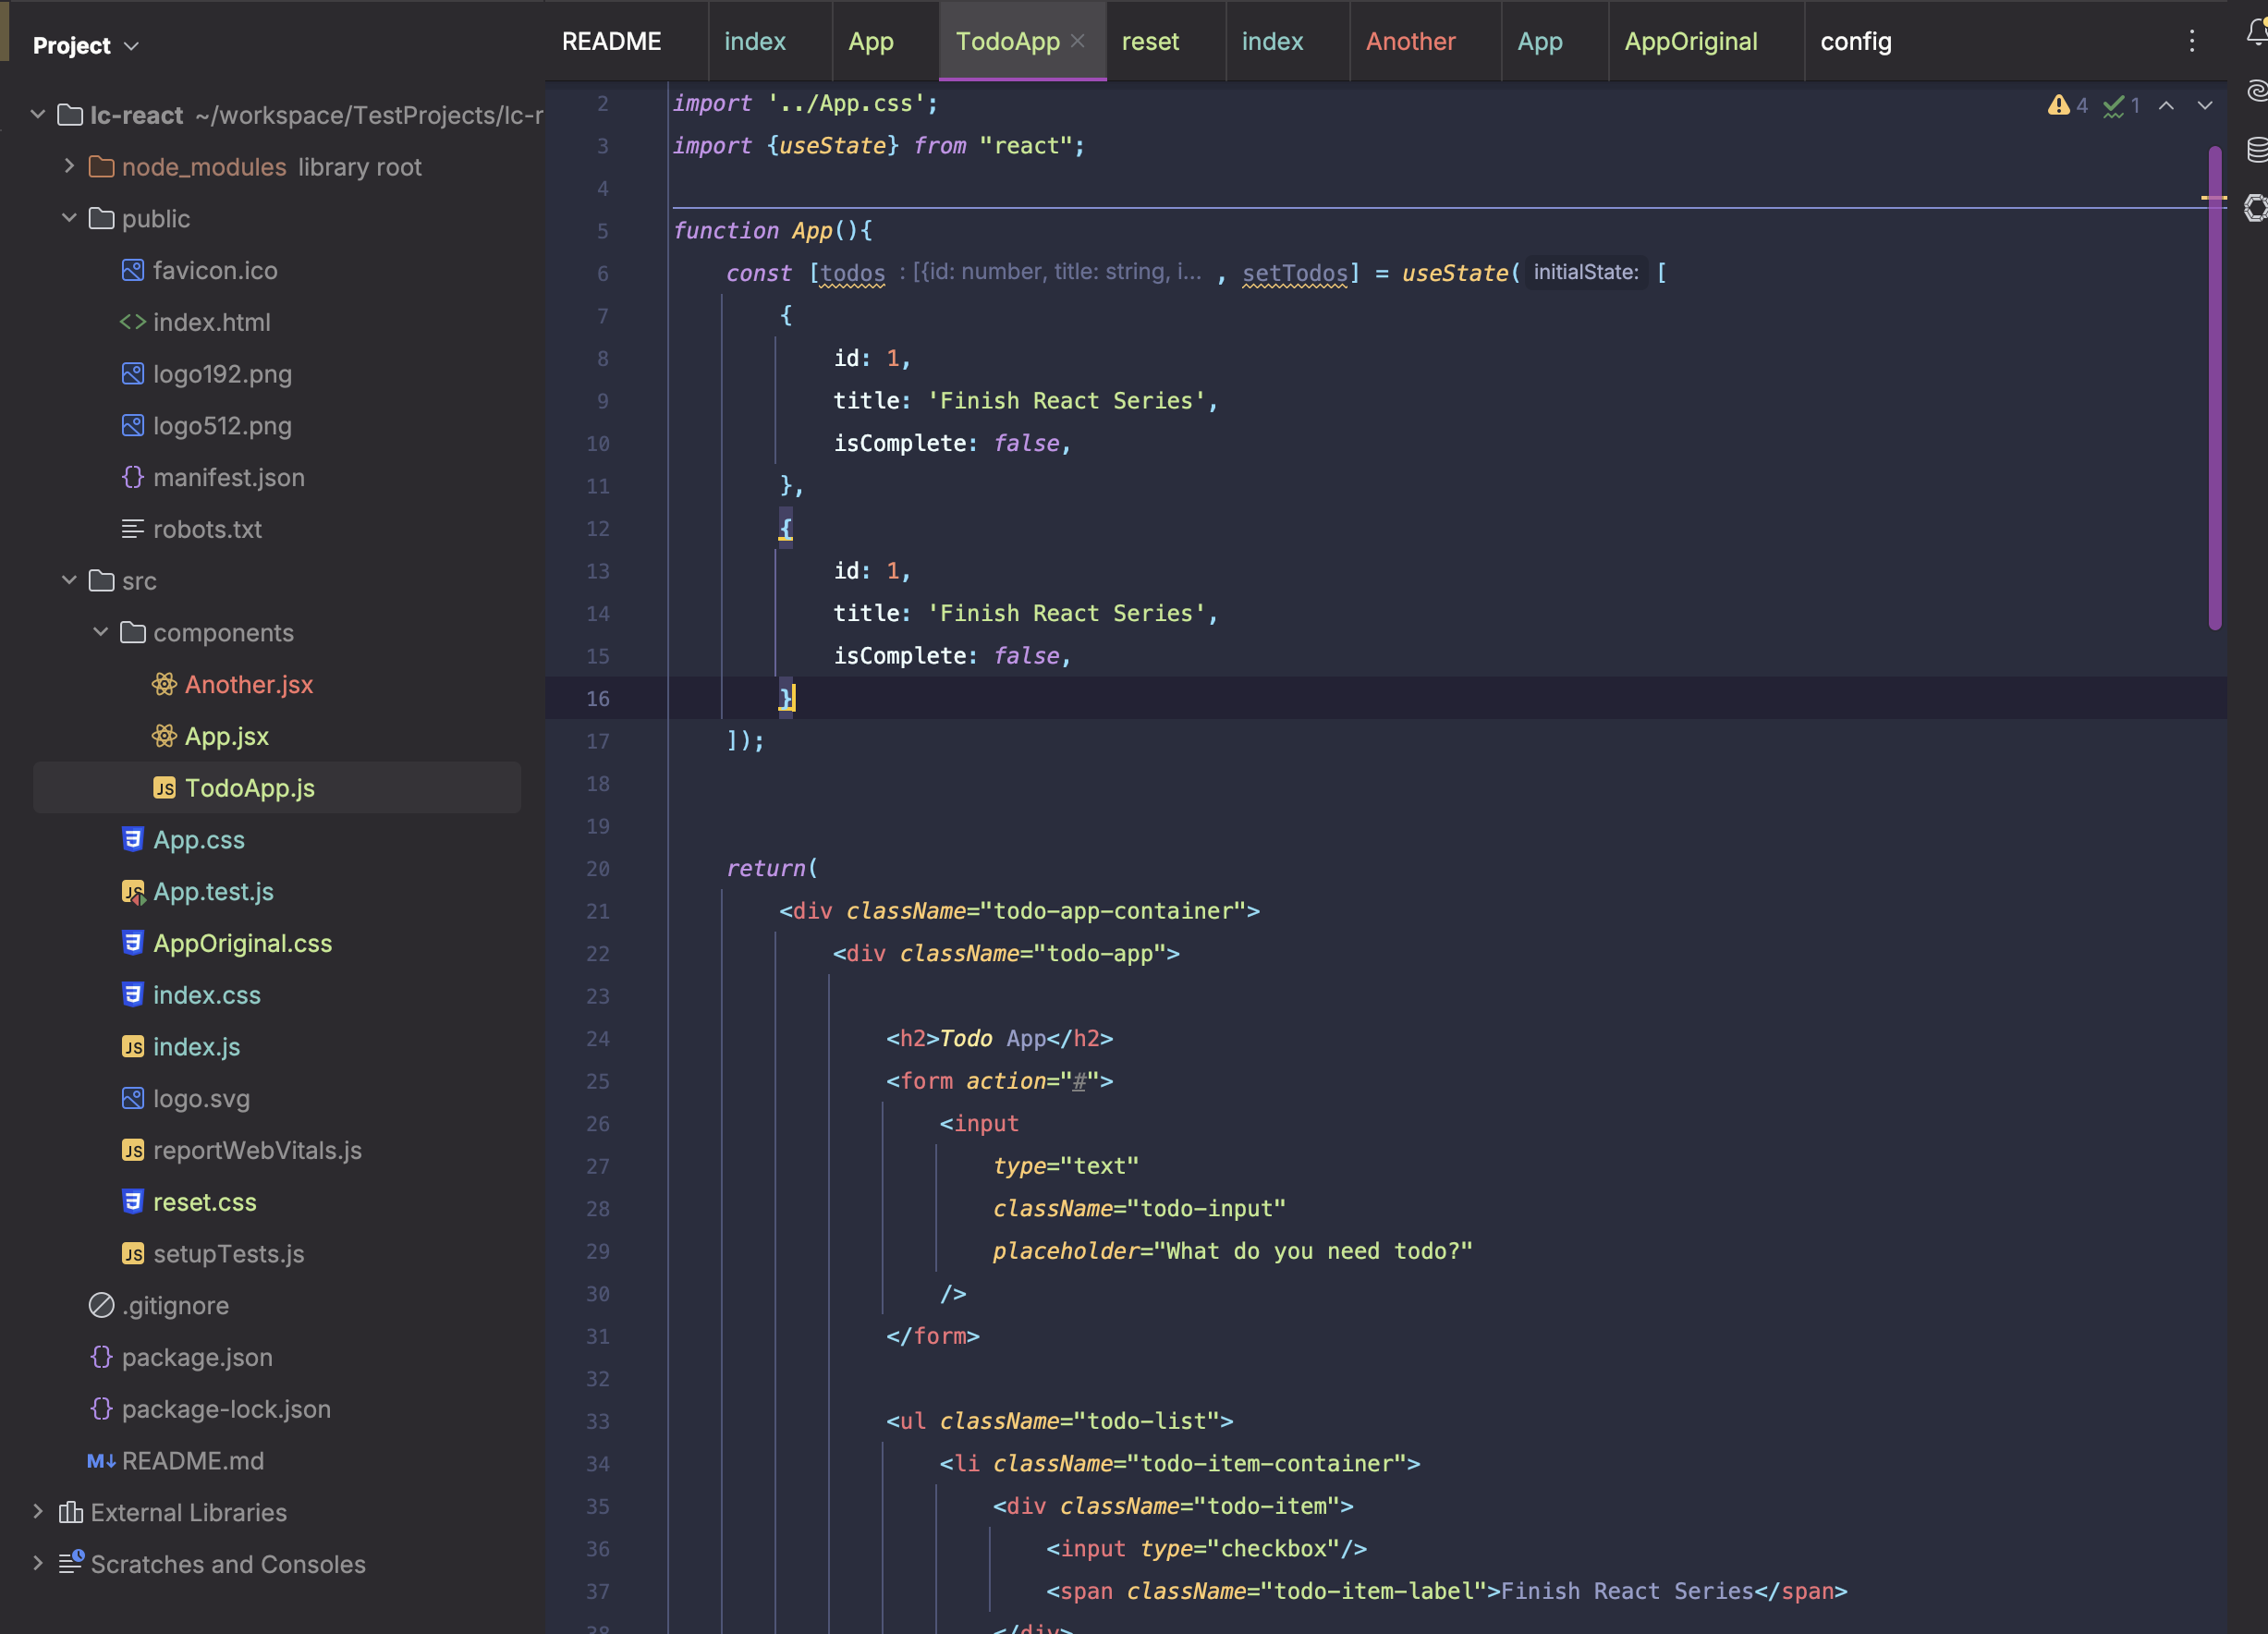 Project
lc-react ~/workspace/TestProjects/lc-r
node_modules library root
public
favicon.ico
index.html
logo192.png
logo512.png
manifest.json
robots.txt
src
components
Another.jsx
App.jsx
TodoApp.js
App.css
App.test.js
AppOriginal.css
index.css
index.js
logo.svg
reportWebVitals.js
reset.css
setupTests.js
.gitignore
package.json
package-lock.json
README.md
External Libraries
Scratches and Consoles
README index App TodoApp reset index Another App AppOriginal config
4 1
2 import '../App.css';
3 import {useState} from "react";
4
5 function App(){
6 const [todos : [{id: number, title: string, i... , setTodos] = useState( initialState: [
7 {
8 id: 1,
9 title: 'Finish React Series',
10 isComplete: false,
11 },
12 {
13 id: 1,
14 title: 'Finish React Series',
15 isComplete: false,
16 }
17 ]);
18
19
20 return(
21 <div className="todo-app-container">
22 <div className="todo-app">
23
24 <h2>Todo App</h2>
25 <form action="#">
26 <input
27 type="text"
28 className="todo-input"
29 placeholder="What do you need todo?"
30 />
31 </form>
32
33 <ul className="todo-list">
34 <li className="todo-item-container">
35 <div className="todo-item">
36 <input type="checkbox"/>
37 <span className="todo-item-label">Finish React Series</span>
38 </div>